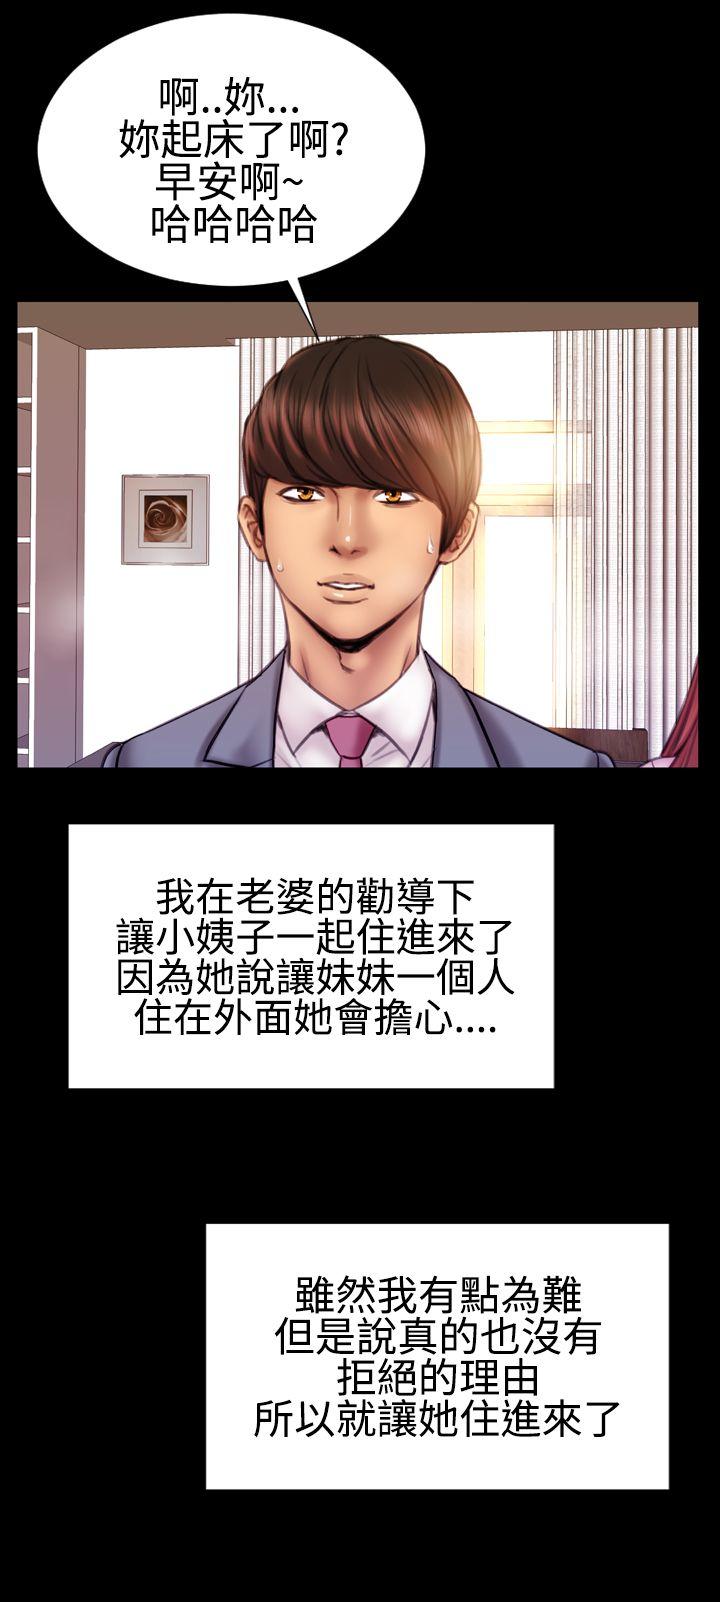 啊..妳...
妳起床了啊?
早安啊~
哈哈哈哈
我在老婆的勸導下
讓小姨子一起住進來了
因為她說讓妹妹一個人
住在外面她會擔心....
雖然我有點為難
但是說真的也沒有
拒絕的理由
所以就讓她住進來了